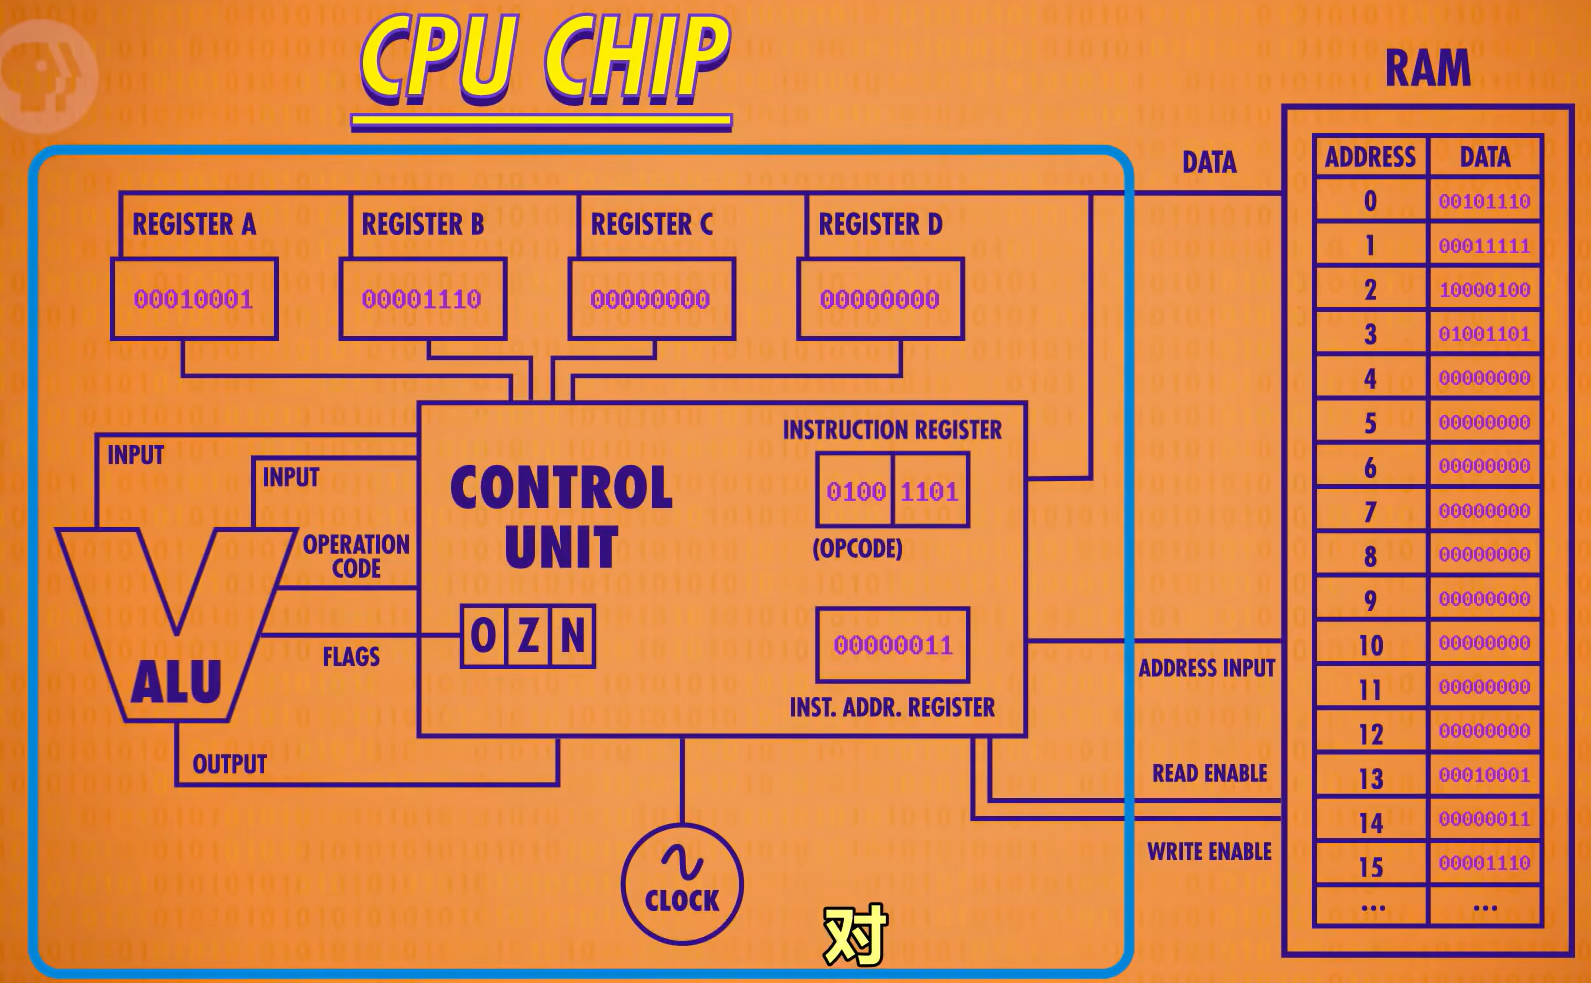 CPU CHIP
RAM
DATA
REGISTER A
REGISTER B
REGISTER C
REGISTER D
00010001
00001110
00000000
00000000
INPUT
INPUT
OPERATION
CODE
FLAGS
ALU
OUTPUT
CONTROL
UNIT
O Z N
INSTRUCTION REGISTER
0100 1101
(OPCODE)
00000011
INST. ADDR. REGISTER
CLOCK
ADDRESS INPUT
READ ENABLE
WRITE ENABLE
ADDRESS DATA
0 00101110
1 00011111
2 10000100
3 01001101
4 00000000
5 00000000
6 00000000
7 00000000
8 00000000
9 00000000
10 00000000
11 00000000
12 00000000
13 00010001
14 00000011
15 00001110
... ...
对